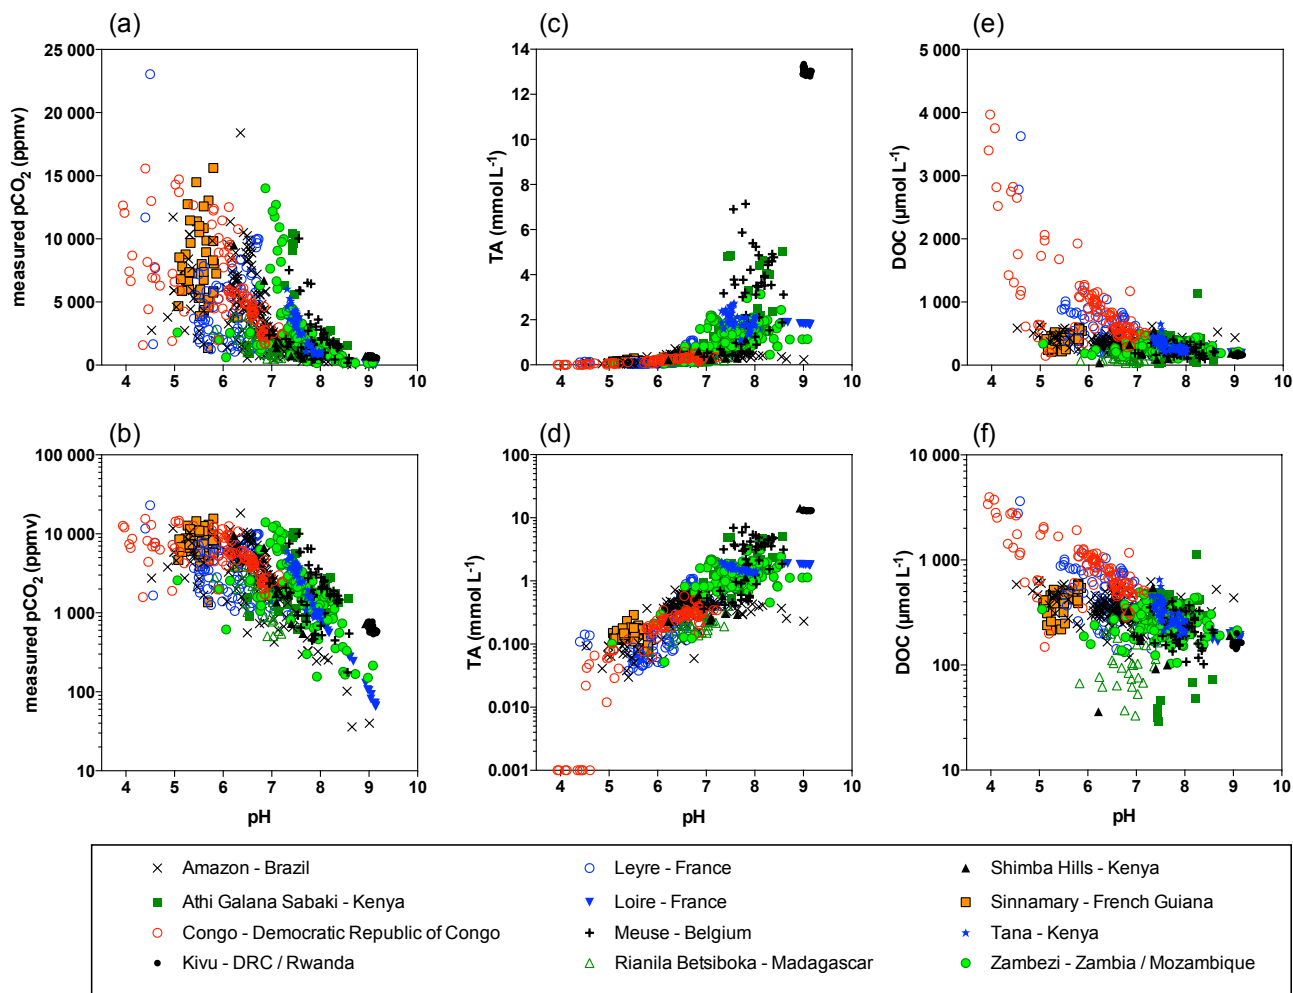 (a)
(c)
(e)
25 000
20 000
15 000
10 000
5 000
0
measured pCO2 (ppmv)
4 5 6 7 8 9 10
14
12
10
8
6
4
2
0
TA (mmol L-1)
4 5 6 7 8 9 10
5 000
4 000
3 000
2 000
1 000
0
DOC (µmol L-1)
4 5 6 7 8 9 10
(b)
(d)
(f)
100 000
10 000
1 000
100
10
measured pCO2 (ppmv)
4 5 6 7 8 9 10
pH
100
10
1
0.100
0.010
0.001
TA (mmol L-1)
4 5 6 7 8 9 10
pH
10 000
1 000
100
10
DOC (µmol L-1)
4 5 6 7 8 9 10
pH
Amazon - Brazil
Leyre - France
Shimba Hills - Kenya
Athi Galana Sabaki - Kenya
Loire - France
Sinnamary - French Guiana
Congo - Democratic Republic of Congo
Meuse - Belgium
Tana - Kenya
Kivu - DRC / Rwanda
Rianila Betsiboka - Madagascar
Zambezi - Zambia / Mozambique